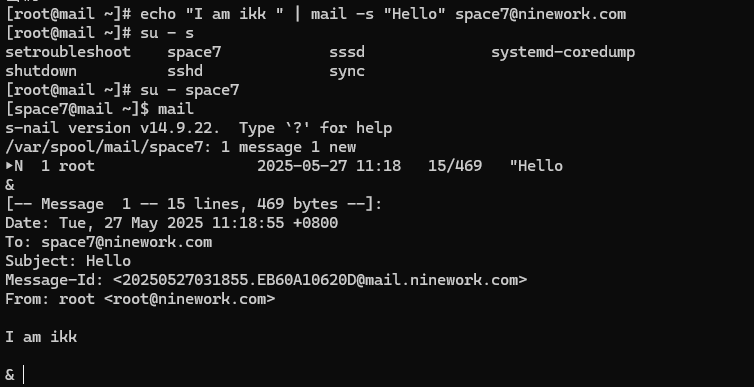 [root@mail ~]# echo "I am ikk " | mail -s "Hello" space7@ninework.com
[root@mail ~]# su - s
setroubleshoot    space7            sssd              systemd-coredump
shutdown          sshd              sync
[root@mail ~]# su - space7
[space7@mail ~]$ mail
s-nail version v14.9.22.  Type `?' for help
/var/spool/mail/space7: 1 message 1 new
▸N  1 root                  2025-05-27 11:18   15/469   "Hello
&
[-- Message  1 -- 15 lines, 469 bytes --]:
Date: Tue, 27 May 2025 11:18:55 +0800
To: space7@ninework.com
Subject: Hello
Message-Id: <20250527031855.EB60A10620D@mail.ninework.com>
From: root <root@ninework.com>

I am ikk

&